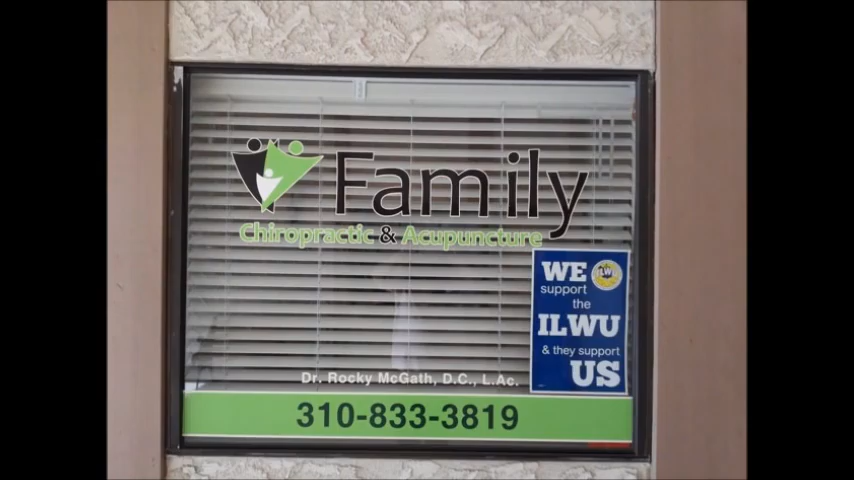 Family
Chiropractic & Acupuncture
WE
support
the
ILWU
& they support
US
Dr. Rocky McGath, D.C., L.Ac.
310-833-3819